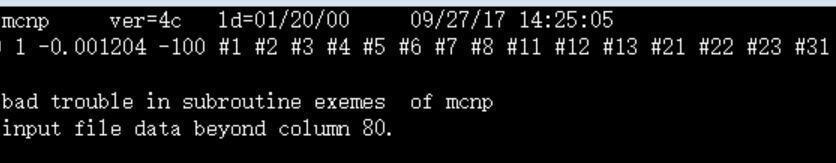 mcnp     ver=4c   ld=01/20/00      09/27/17 14:25:05
1 -0.001204 -100 #1 #2 #3 #4 #5 #6 #7 #8 #11 #12 #13 #21 #22 #23 #31
bad trouble in subroutine exemes  of mcnp
input file data beyond column 80.